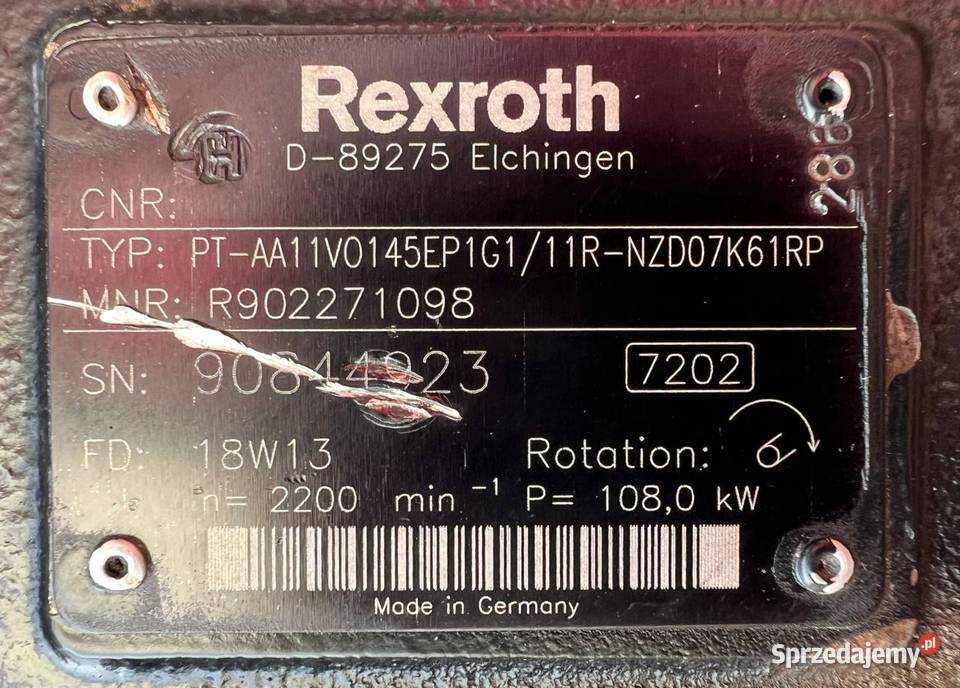 Rexroth
D-89275 Elchingen
H
CNR:
TYP: PT-AA11VO145EP1G1/11R-NZD07K61RP
MNR: R902271098
SN: 7202
FD: 18W13 Rotation:
n= 2200 min⁻¹ P= 108,0 kW
Made in Germany
Sprzedajemy.pl